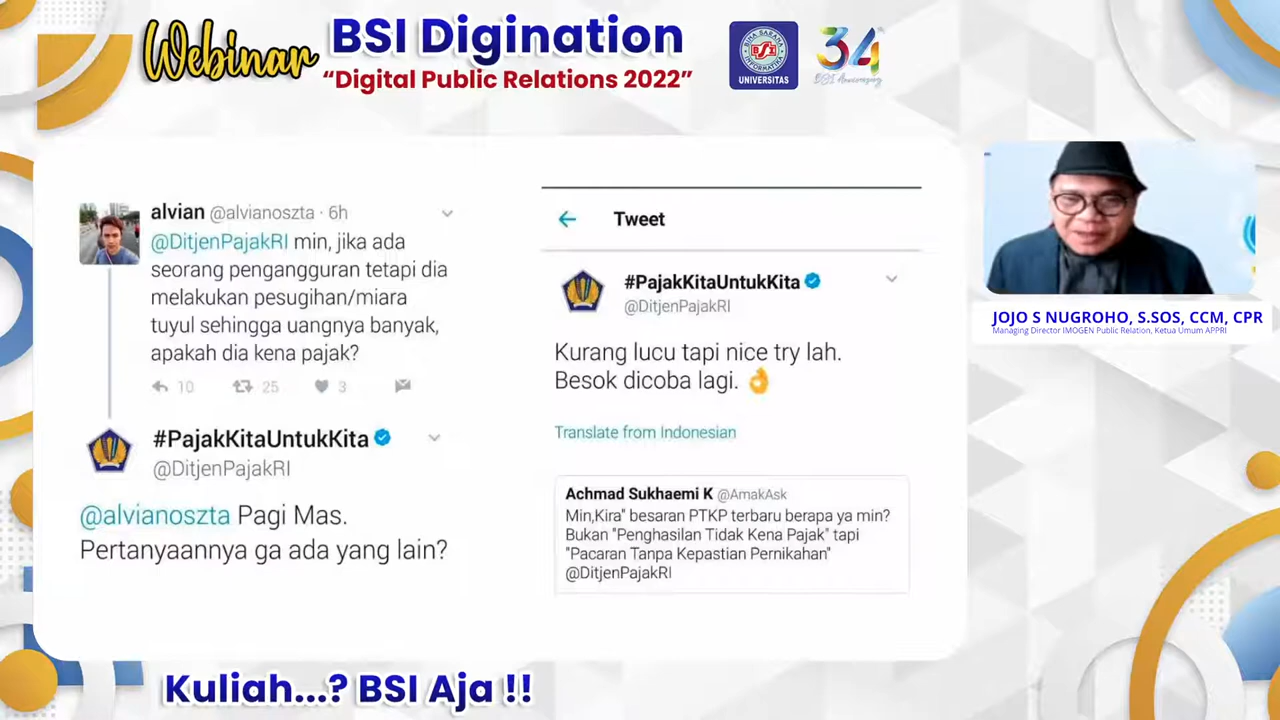 Webinar
BSI Digination
“Digital Public Relations 2022”
UNIVERSITAS
BSI
34
BSI Anniversary
alvian @alvianoszta · 6h
@DitjenPajakRI min, jika ada
seorang pengangguran tetapi dia
melakukan pesugihan/miara
tuyul sehingga uangnya banyak,
apakah dia kena pajak?
10 25 3
#PajakKitaUntukKita
@DitjenPajakRI
@alvianoszta Pagi Mas.
Pertanyaannya ga ada yang lain?
Tweet
#PajakKitaUntukKita
@DitjenPajakRI
Kurang lucu tapi nice try lah.
Besok dicoba lagi. 👌
Translate from Indonesian
Achmad Sukhaemi K @AmakAsk
Min,Kira" besaran PTKP terbaru berapa ya min?
Bukan "Penghasilan Tidak Kena Pajak" tapi
"Pacaran Tanpa Kepastian Pernikahan"
@DitjenPajakRI
JOJO S NUGROHO, S.SOS, CCM, CPR
Managing Director IMOGEN Public Relation, Ketua Umum APPRI
Kuliah...? BSI Aja !!